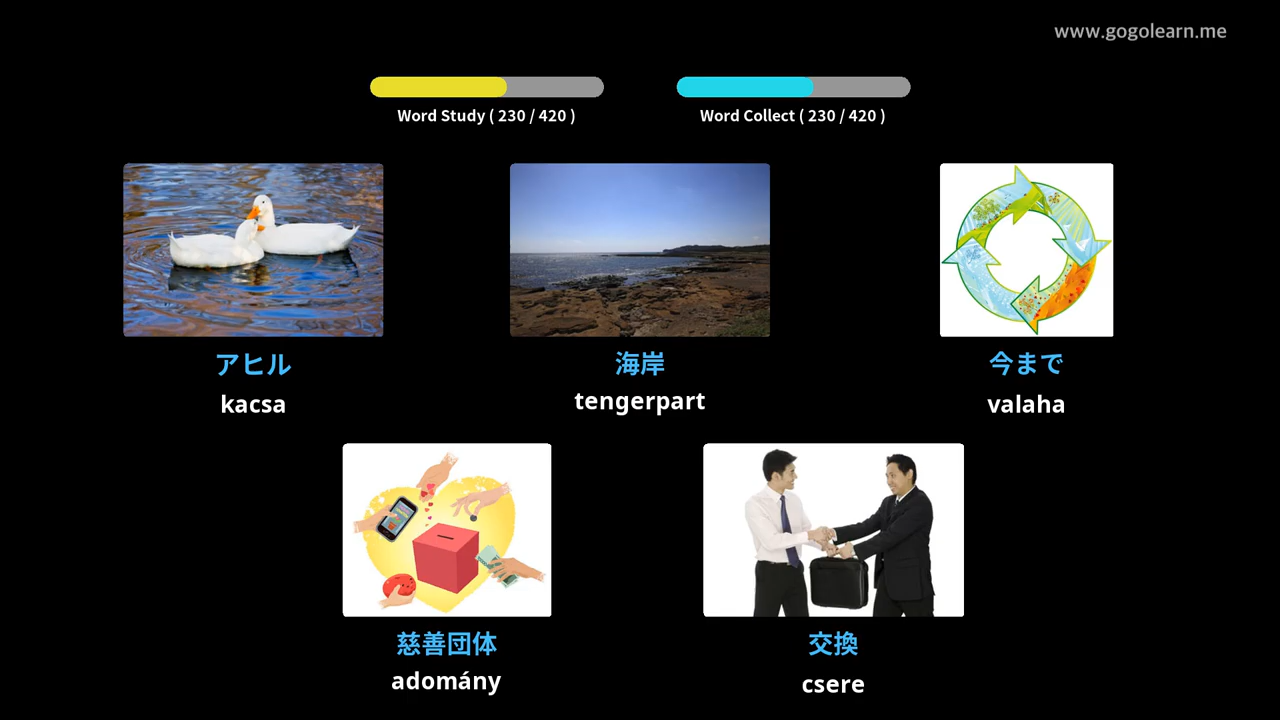 www.gogolearn.me
Word Study ( 230 / 420 )
Word Collect ( 230 / 420 )
アヒル
kacsa
海岸
tengerpart
今まで
valaha
慈善団体
adomány
交換
csere